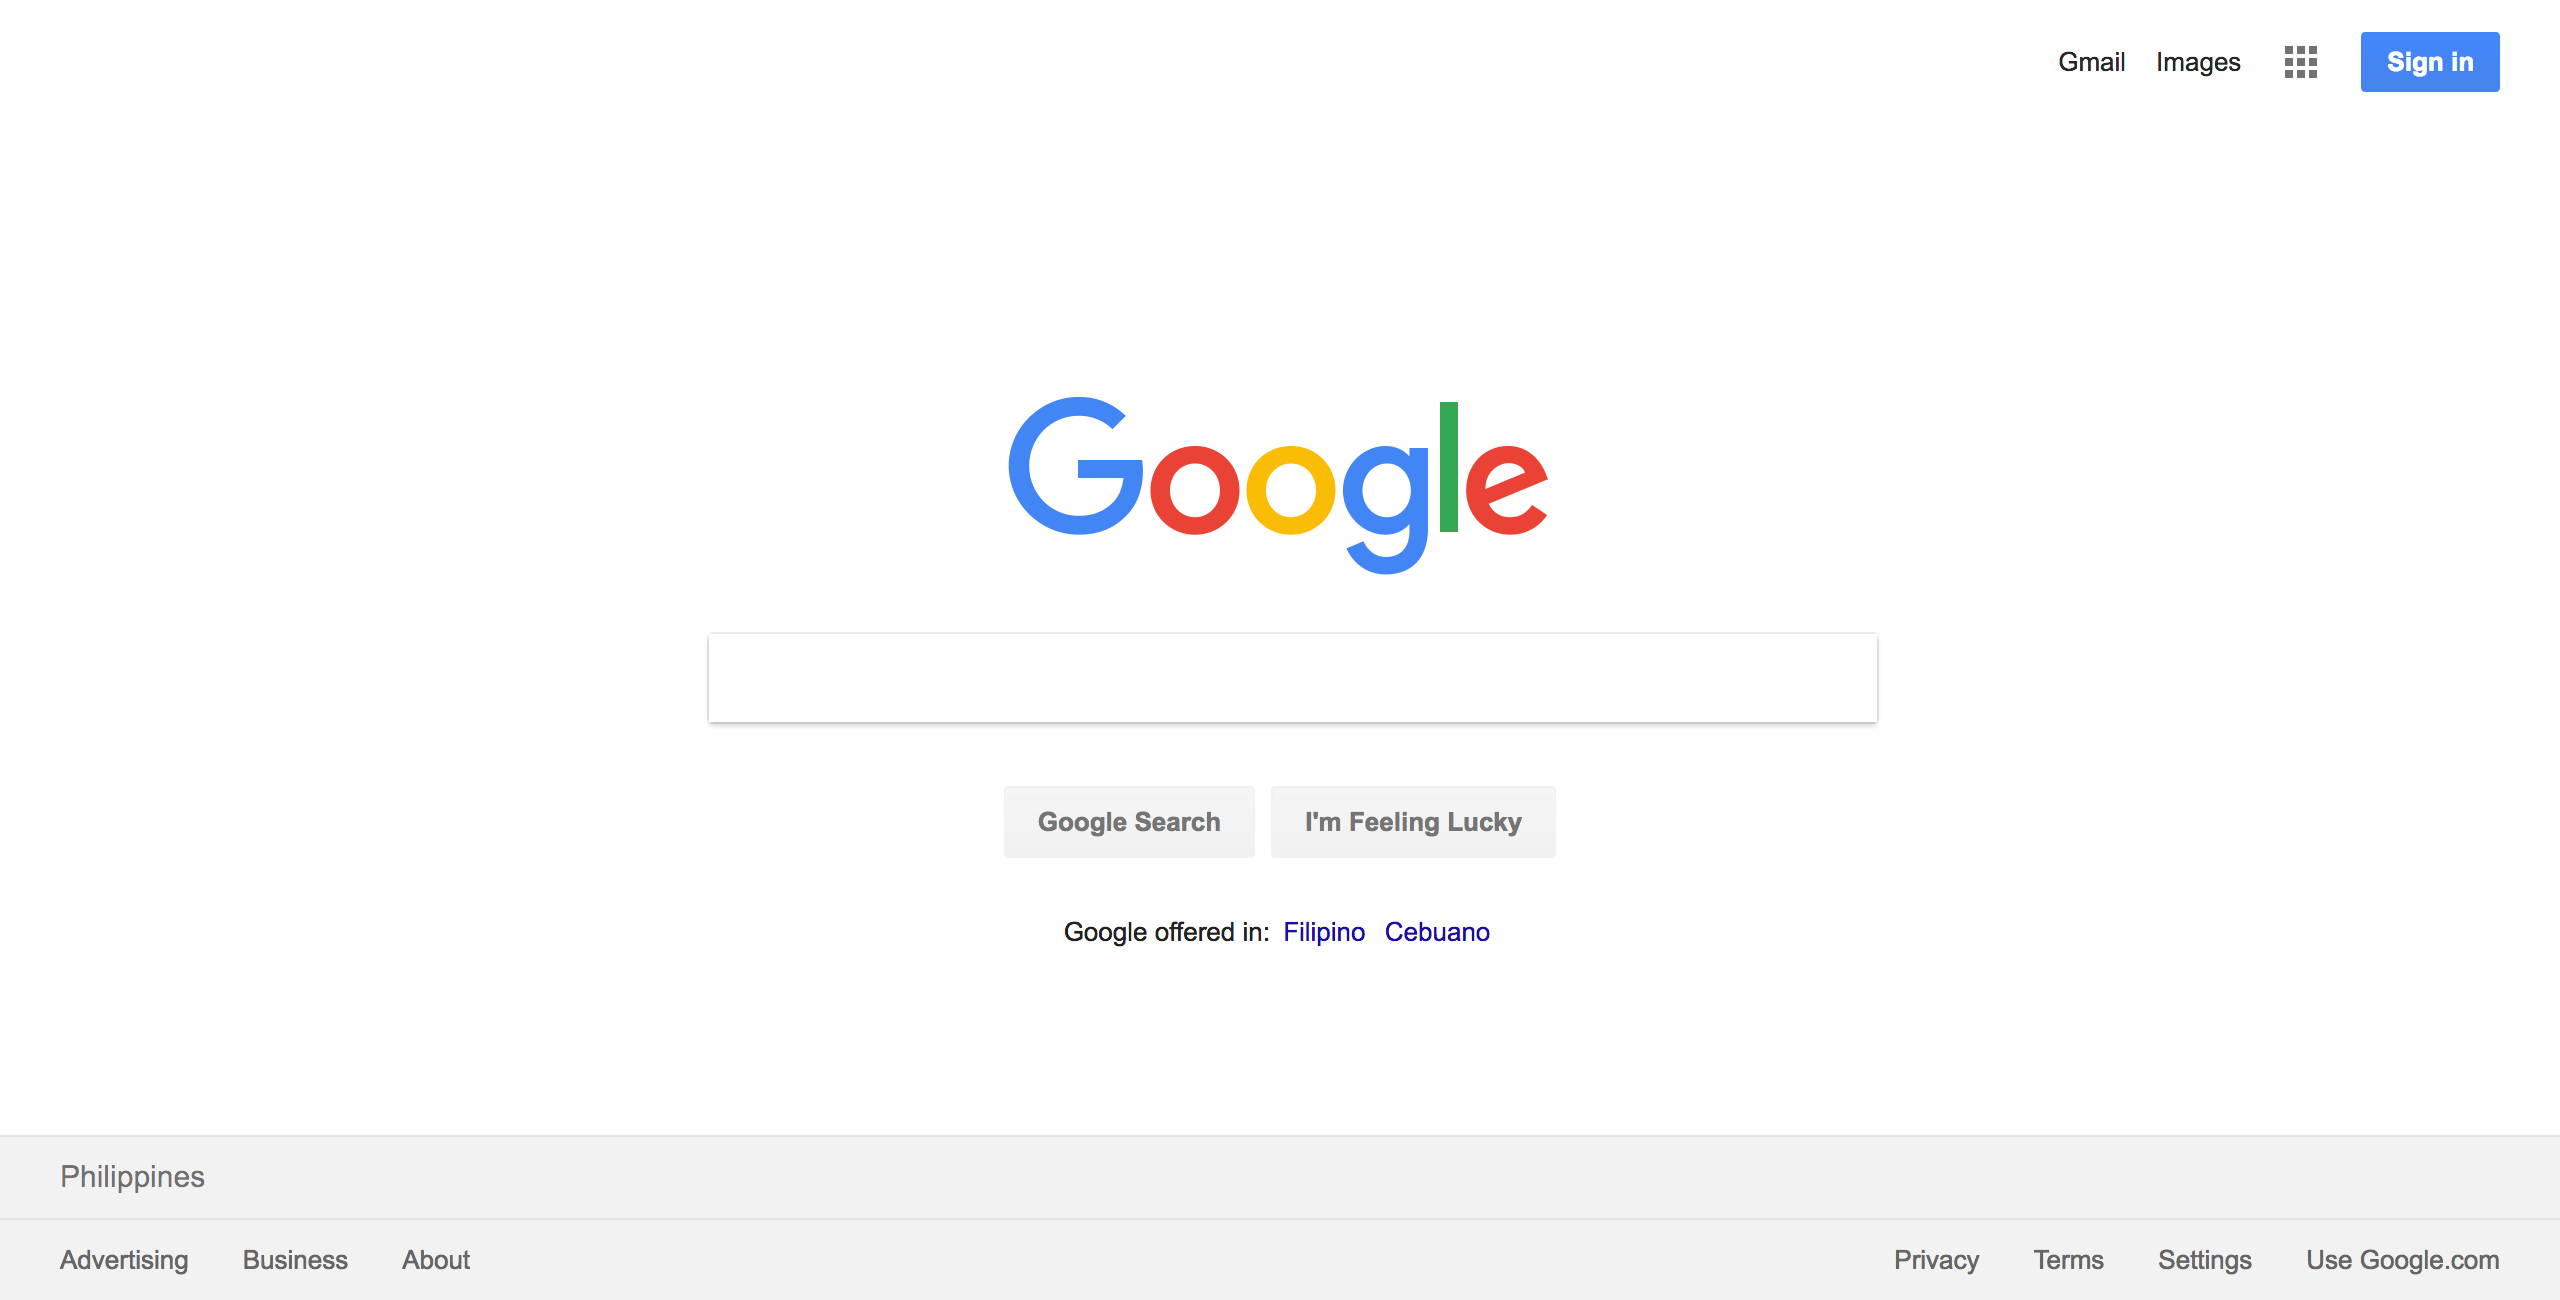 Gmail Images Sign in
Google
Google Search I'm Feeling Lucky
Google offered in: Filipino Cebuano
Philippines
Advertising Business About Privacy Terms Settings Use Google.com